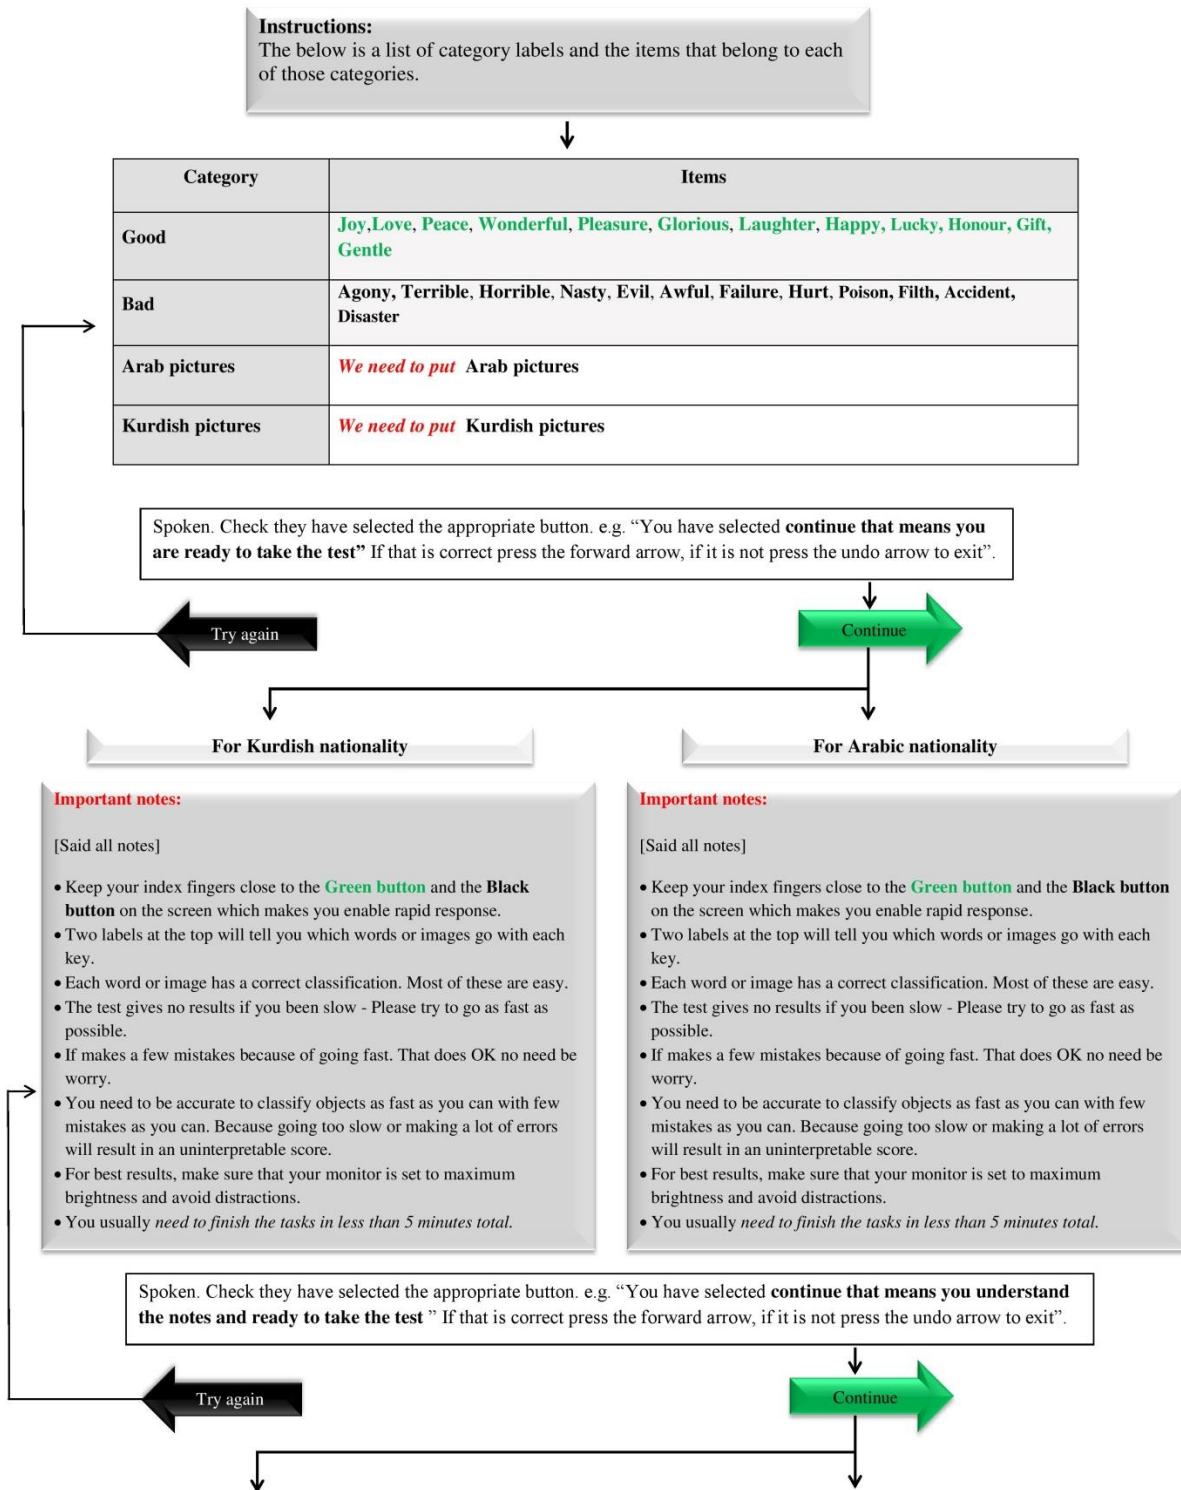 Instructions:
The below is a list of category labels and the items that belong to each
of those categories.
Category
Items
Good
Joy,Love, Peace, Wonderful, Pleasure, Glorious, Laughter, Happy, Lucky, Honour, Gift,
Gentle
Bad
Agony, Terrible, Horrible, Nasty, Evil, Awful, Failure, Hurt, Poison, Filth, Accident,
Disaster
Arab pictures
We need to put Arab pictures
Kurdish pictures
We need to put Kurdish pictures
Spoken. Check they have selected the appropriate button. e.g. “You have selected continue that means you
are ready to take the test” If that is correct press the forward arrow, if it is not press the undo arrow to exit”.
Try again
Continue
For Kurdish nationality
For Arabic nationality
Important notes:
[Said all notes]
• Keep your index fingers close to the Green button and the Black
button on the screen which makes you enable rapid response.
• Two labels at the top will tell you which words or images go with each
key.
• Each word or image has a correct classification. Most of these are easy.
• The test gives no results if you been slow - Please try to go as fast as
possible.
• If makes a few mistakes because of going fast. That does OK no need be
worry.
• You need to be accurate to classify objects as fast as you can with few
mistakes as you can. Because going too slow or making a lot of errors
will result in an uninterpretable score.
• For best results, make sure that your monitor is set to maximum
brightness and avoid distractions.
• You usually need to finish the tasks in less than 5 minutes total.
Important notes:
[Said all notes]
• Keep your index fingers close to the Green button and the Black button
on the screen which makes you enable rapid response.
• Two labels at the top will tell you which words or images go with each
key.
• Each word or image has a correct classification. Most of these are easy.
• The test gives no results if you been slow - Please try to go as fast as
possible.
• If makes a few mistakes because of going fast. That does OK no need be
worry.
• You need to be accurate to classify objects as fast as you can with few
mistakes as you can. Because going too slow or making a lot of errors
will result in an uninterpretable score.
• For best results, make sure that your monitor is set to maximum
brightness and avoid distractions.
• You usually need to finish the tasks in less than 5 minutes total.
Spoken. Check they have selected the appropriate button. e.g. “You have selected continue that means you understand
the notes and ready to take the test ” If that is correct press the forward arrow, if it is not press the undo arrow to exit”.
Try again
Continue